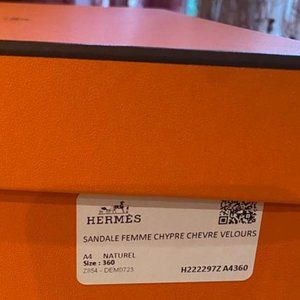 HERMÈS
SANDALE FEMME CHYPRE CHEVRE VELOURS
A4 NATUREL
Size : 360
Z854 - DEM0723
H222297Z A4360